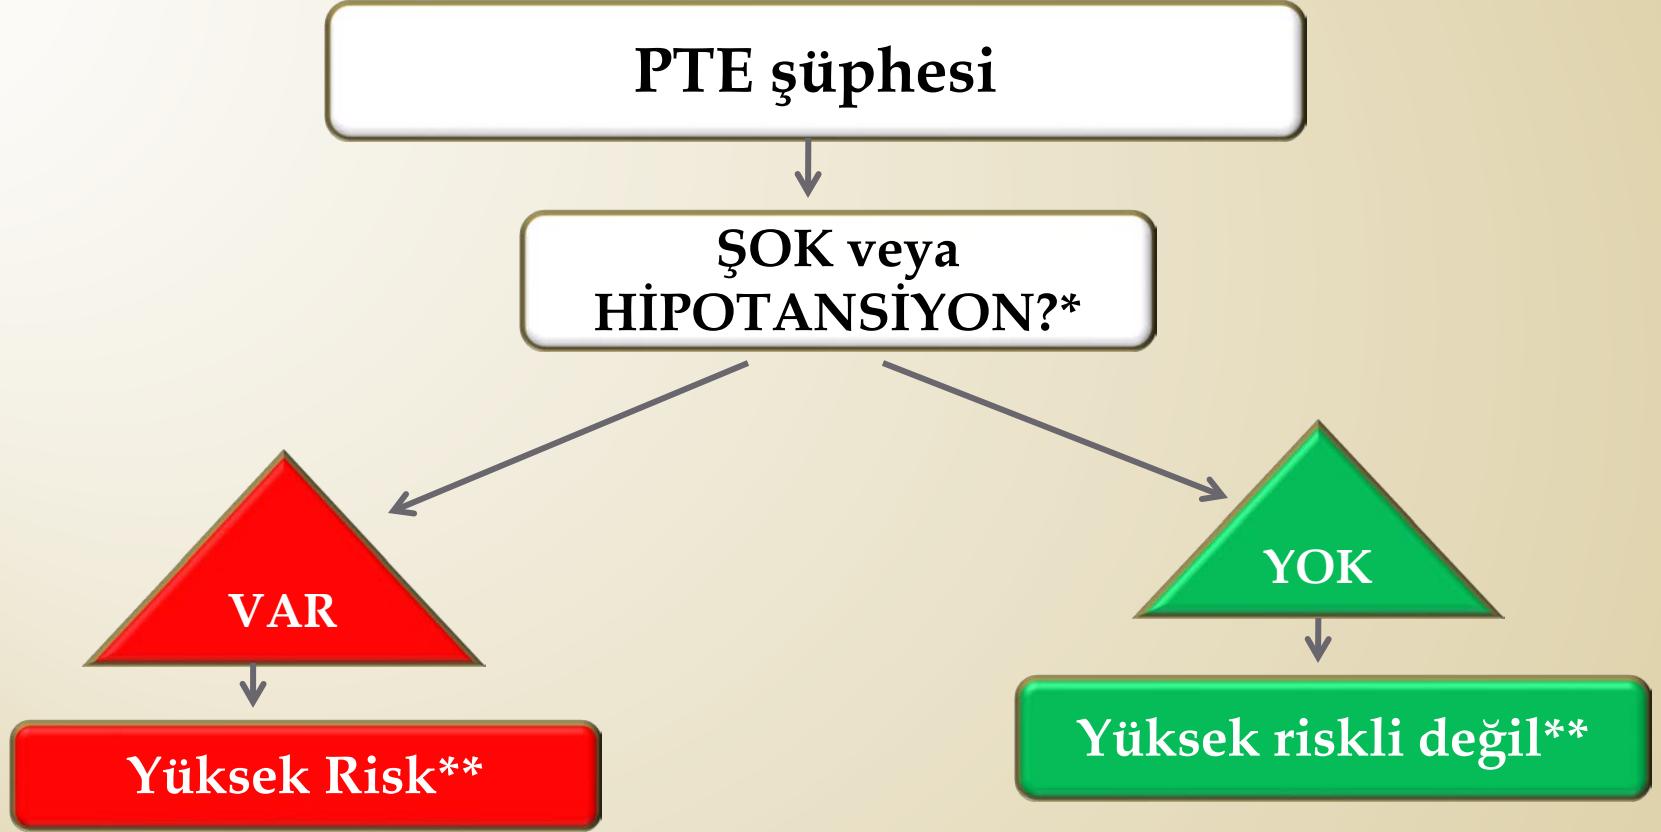 PTE şüphesi
ŞOK veya
HİPOTANSİYON?*
VAR
YOK
Yüksek Risk**
Yüksek riskli değil**